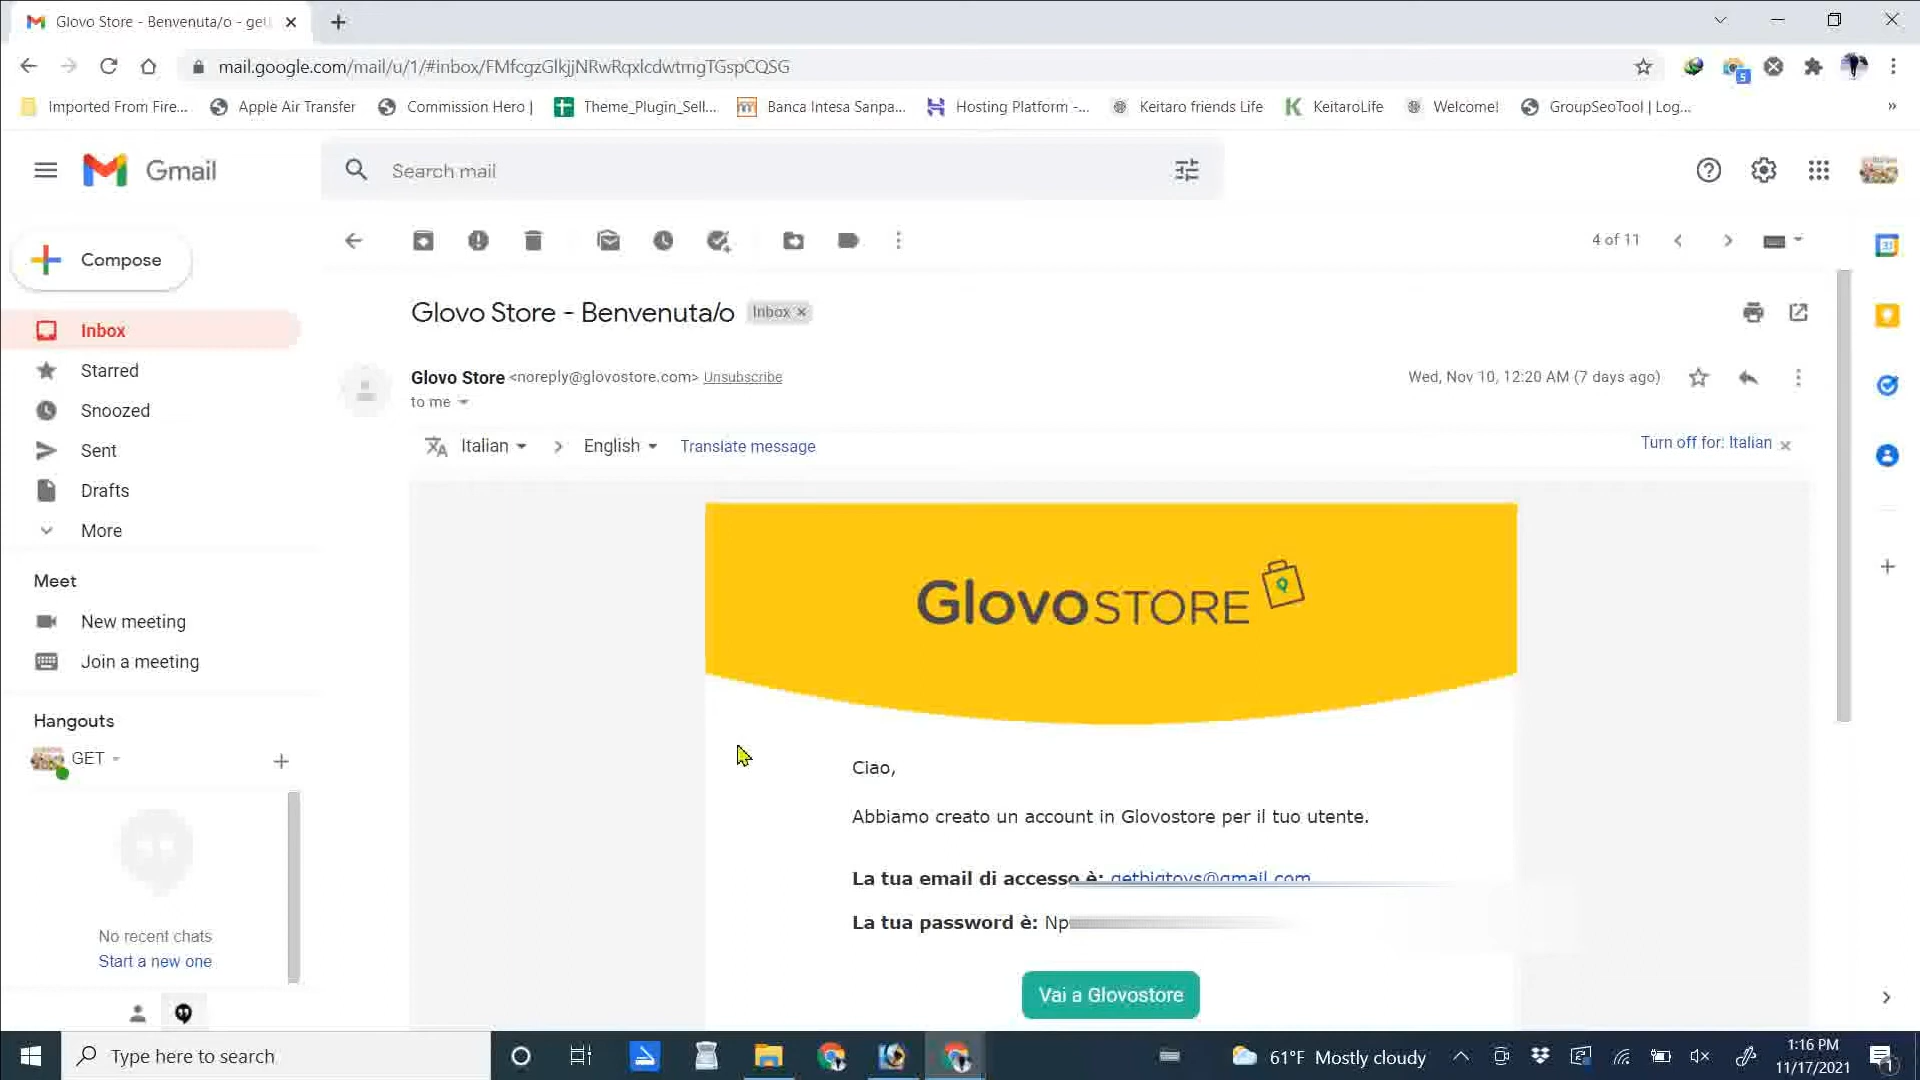 Glovo Store - Benvenuta/o - get
mail.google.com/mail/u/1/#inbox/FMfcgzGlkjjNRwRqxlcdwtmgTGspCQSG
5
Imported From Fire...
Apple Air Transfer
Commission Hero |
Theme_Plugin_Sell...
Banca Intesa Sanpa...
Hosting Platform -...
Keitaro friends Life
KeitaroLife
Welcome!
GroupSeoTool | Log...
Gmail
Search mail
Compose
4 of 11
Inbox
Starred
Snoozed
Sent
Drafts
More
Meet
New meeting
Join a meeting
Hangouts
GET
No recent chats
Start a new one
Glovo Store - Benvenuta/o
Inbox x
Glovo Store <noreply@glovostore.com> Unsubscribe
Wed, Nov 10, 12:20 AM (7 days ago)
to me
Italian > English Translate message
Turn off for: Italian x
GlovoSTORE
Ciao,
Abbiamo creato un account in Glovostore per il tuo utente.
La tua email di accesso è: getbigtoys@gmail.com
La tua password è: Np
Vai a Glovostore
31
Type here to search
61°F Mostly cloudy
1:16 PM
11/17/2021
1